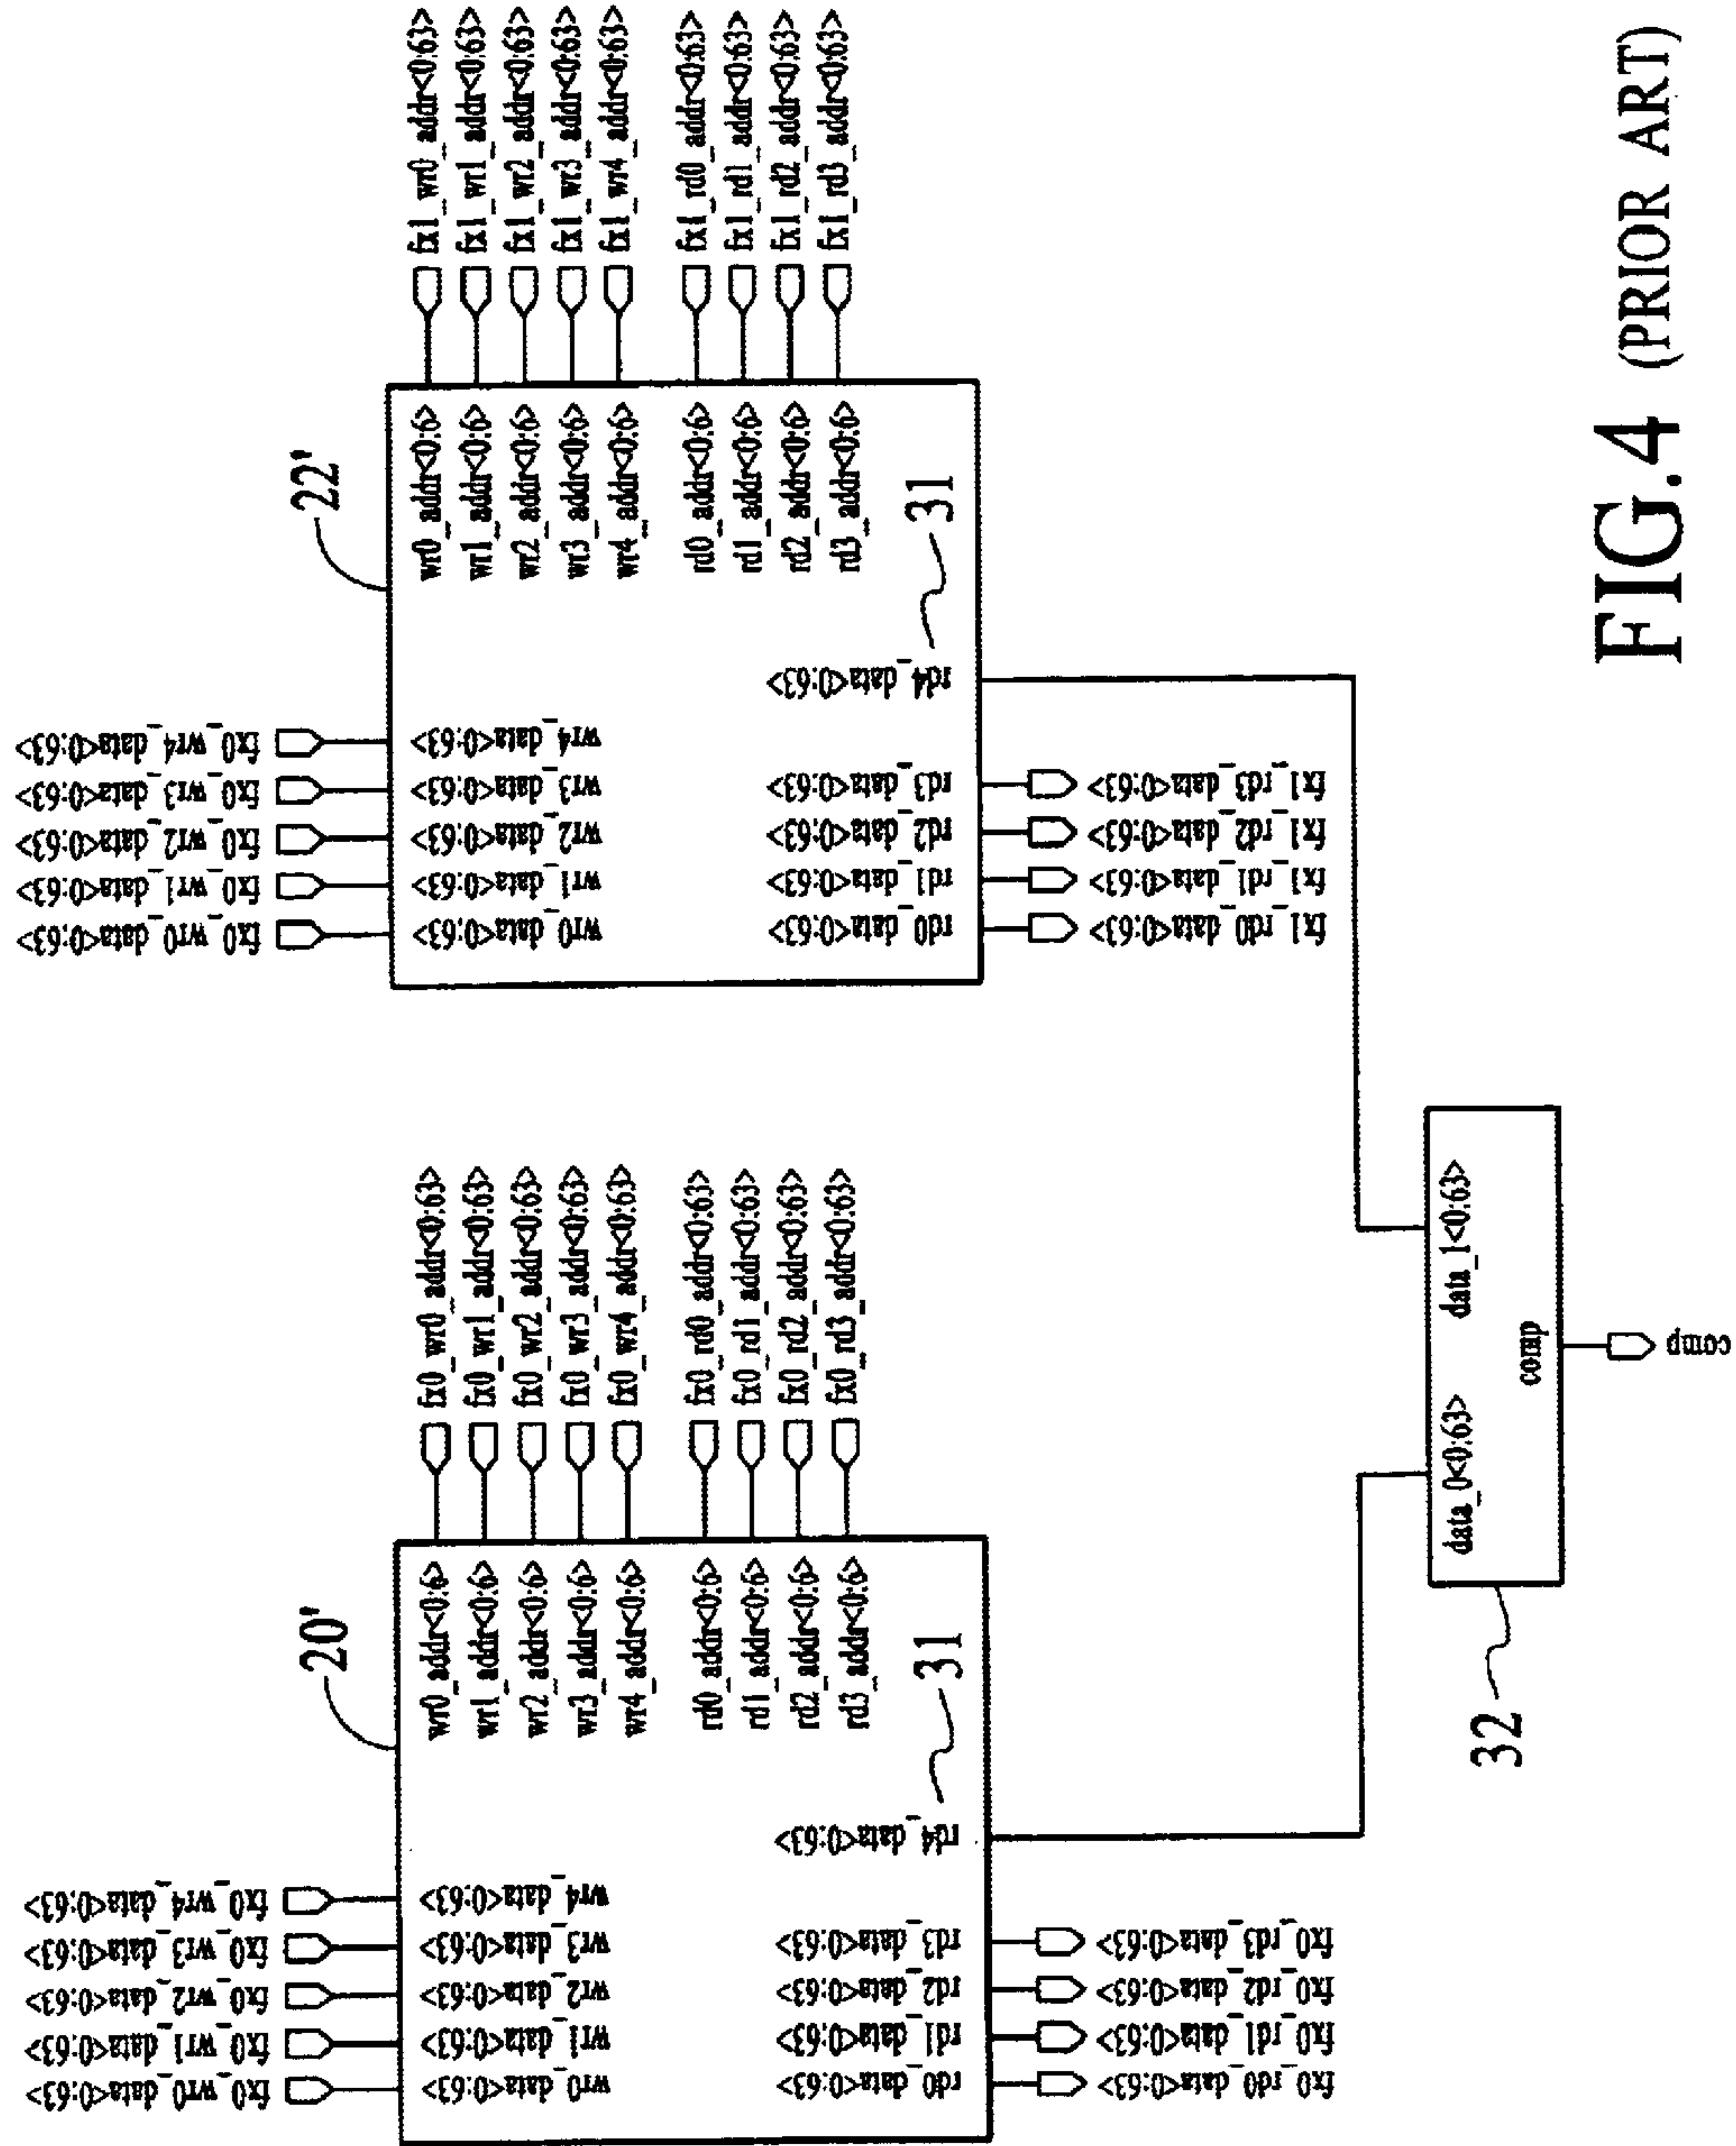 20'
fx0_wr0_data<0:63>
fx0_wr1_data<0:63>
fx0_wr2_data<0:63>
fx0_wr3_data<0:63>
fx0_wr4_data<0:63>
wr0_data<0:63>
wr1_data<0:63>
wr2_data<0:63>
wr3_data<0:63>
wr4_data<0:63>
wr0_addr<0:6>
wr1_addr<0:6>
wr2_addr<0:6>
wr3_addr<0:6>
wr4_addr<0:6>
rd0_addr<0:6>
rd1_addr<0:6>
rd2_addr<0:6>
rd3_addr<0:6>
fx0_wr0_addr<0:63>
fx0_wr1_addr<0:63>
fx0_wr2_addr<0:63>
fx0_wr3_addr<0:63>
fx0_wr4_addr<0:63>
fx0_rd0_addr<0:63>
fx0_rd1_addr<0:63>
fx0_rd2_addr<0:63>
fx0_rd3_addr<0:63>
rd0_data<0:63>
rd1_data<0:63>
rd2_data<0:63>
rd3_data<0:63>
rd4_data<0:63>
31
fx0_rd0_data<0:63>
fx0_rd1_data<0:63>
fx0_rd2_data<0:63>
fx0_rd3_data<0:63>
22'
fx0_wr0_data<0:63>
fx0_wr1_data<0:63>
fx0_wr2_data<0:63>
fx0_wr3_data<0:63>
fx0_wr4_data<0:63>
wr0_data<0:63>
wr1_data<0:63>
wr2_data<0:63>
wr3_data<0:63>
wr4_data<0:63>
wr0_addr<0:6>
wr1_addr<0:6>
wr2_addr<0:6>
wr3_addr<0:6>
wr4_addr<0:6>
rd0_addr<0:6>
rd1_addr<0:6>
rd2_addr<0:6>
rd3_addr<0:6>
fx1_wr0_addr<0:63>
fx1_wr1_addr<0:63>
fx1_wr2_addr<0:63>
fx1_wr3_addr<0:63>
fx1_wr4_addr<0:63>
fx1_rd0_addr<0:63>
fx1_rd1_addr<0:63>
fx1_rd2_addr<0:63>
fx1_rd3_addr<0:63>
rd0_data<0:63>
rd1_data<0:63>
rd2_data<0:63>
rd3_data<0:63>
rd4_data<0:63>
31
fx1_rd0_data<0:63>
fx1_rd1_data<0:63>
fx1_rd2_data<0:63>
fx1_rd3_data<0:63>
32
data_0<0:63>
data_1<0:63>
comp
comp
FIG.4 (PRIOR ART)